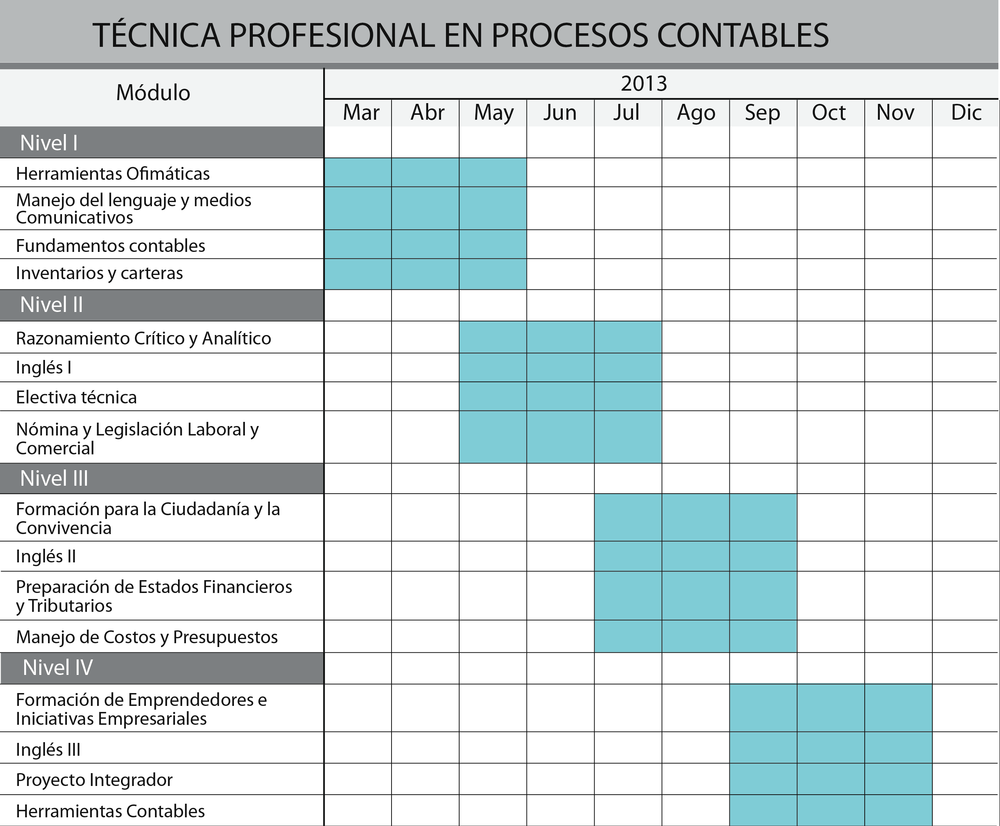 TÉCNICA PROFESIONAL EN PROCESOS CONTABLES
Módulo
2013
Mar Abr May Jun Jul Ago Sep Oct Nov Dic
Nivel I
Herramientas Ofimáticas
Manejo del lenguaje y medios
Comunicativos
Fundamentos contables
Inventarios y carteras
Nivel II
Razonamiento Crítico y Analítico
Inglés I
Electiva técnica
Nómina y Legislación Laboral y
Comercial
Nivel III
Formación para la Ciudadanía y la
Convivencia
Inglés II
Preparación de Estados Financieros
y Tributarios
Manejo de Costos y Presupuestos
Nivel IV
Formación de Emprendedores e
Iniciativas Empresariales
Inglés III
Proyecto Integrador
Herramientas Contables